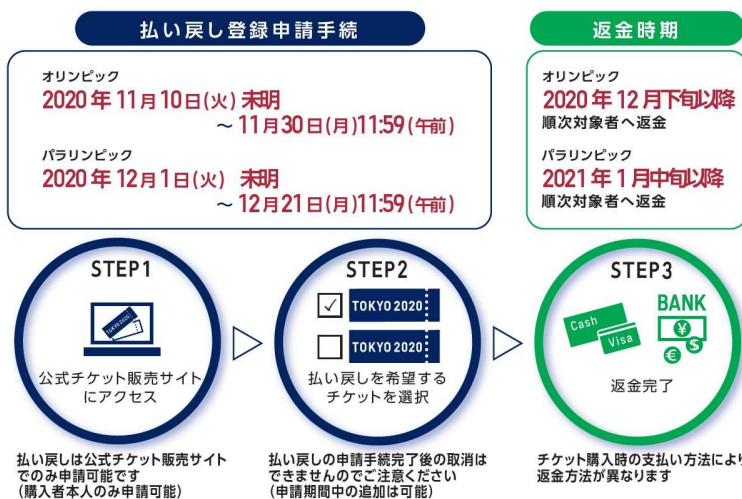 払い戻し登録申請手続
オリンピック
2020年11月10日(火) 未明
～11月30日(月)11:59(午前)
パラリンピック
2020年12月1日(火) 未明
～12月21日(月)11:59(午前)
返金時期
オリンピック
2020年12月下旬以降
順次対象者へ返金
パラリンピック
2021年1月中旬以降
順次対象者へ返金
STEP1
TOKYO 2020
公式チケット販売サイト
にアクセス
払い戻しは公式チケット販売サイト
でのみ申請可能です
(購入者本人のみ申請可能)
STEP2
TOKYO 2020
TOKYO 2020
払い戻しを希望する
チケットを選択
払い戻しの申請手続完了後の取消は
できませんのでご注意ください
(申請期間中の追加は可能)
STEP3
Cash
Visa
BANK
¥
€
$
返金完了
チケット購入時の支払い方法により
返金方法が異なります